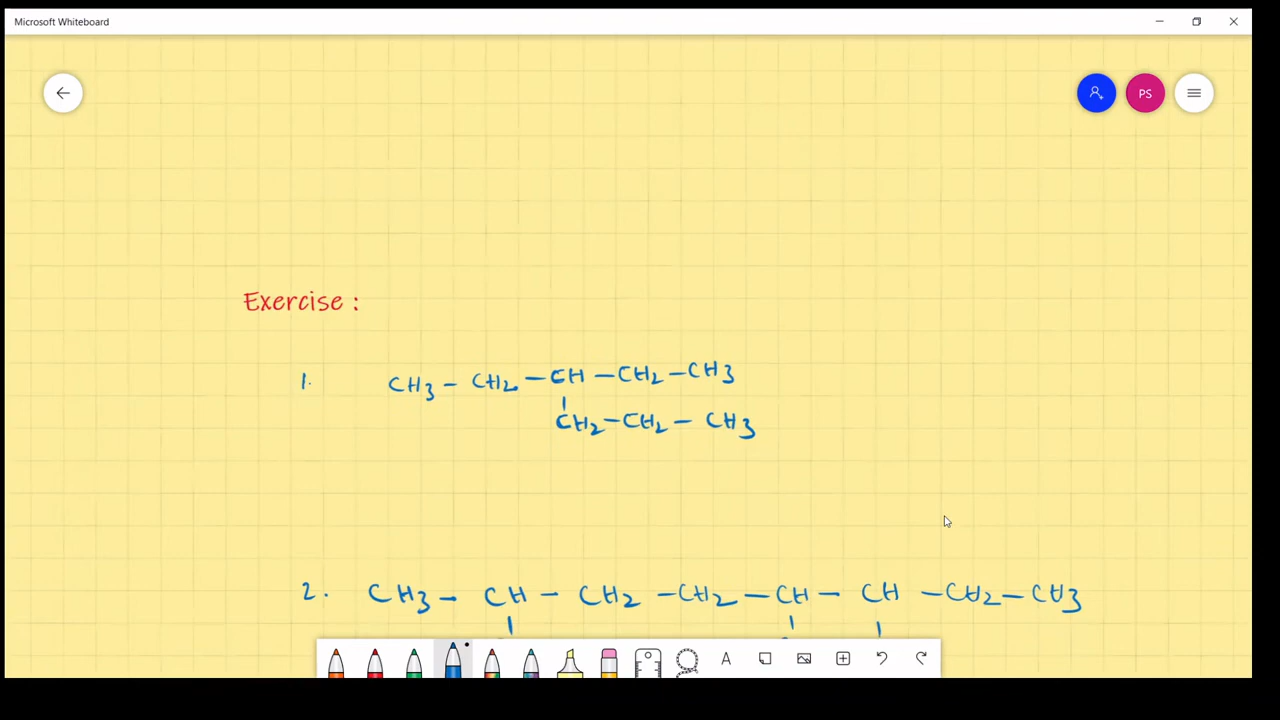 Microsoft Whiteboard
PS
Exercise :
1. CH3 - CH2 - CH - CH2 - CH3
CH2 - CH2 - CH3
2. CH3 - CH - CH2 - CH2 - CH - CH - CH2 - CH3
A